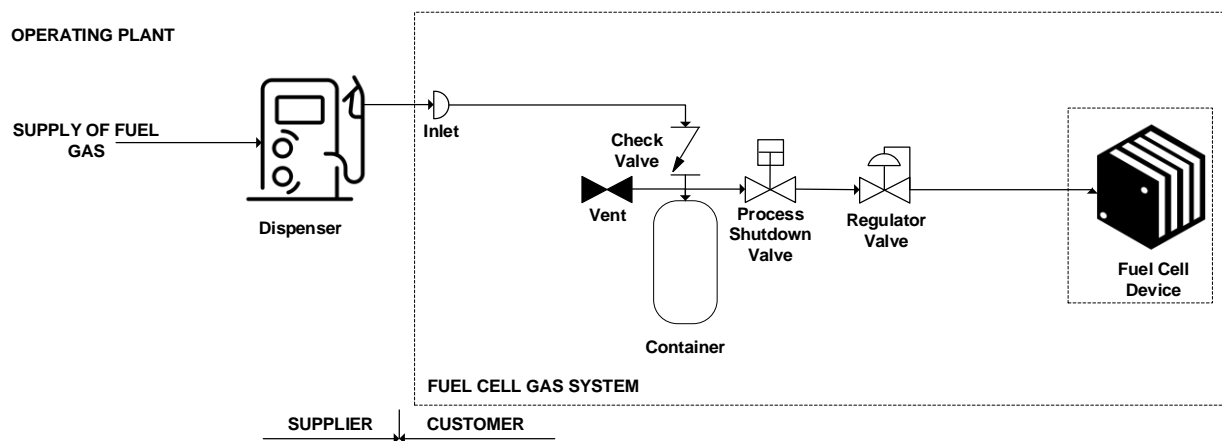 OPERATING PLANT
SUPPLY OF FUEL
GAS
Dispenser
Inlet
Check
Valve
Vent
Process
Shutdown
Valve
Regulator
Valve
Container
Fuel Cell
Device
FUEL CELL GAS SYSTEM
SUPPLIER
CUSTOMER